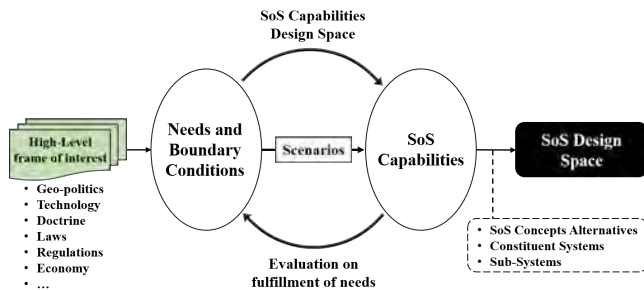 SoS Capabilities
Design Space
High-Level
frame of interest
• Geo-politics
• Technology
• Doctrine
• Laws
• Regulations
• Economy
• ...
Needs and
Boundary
Conditions
Scenarios
SoS
Capabilities
SoS Design
Space
• SoS Concepts Alternatives
• Constituent Systems
• Sub-Systems
Evaluation on
fulfillment of needs